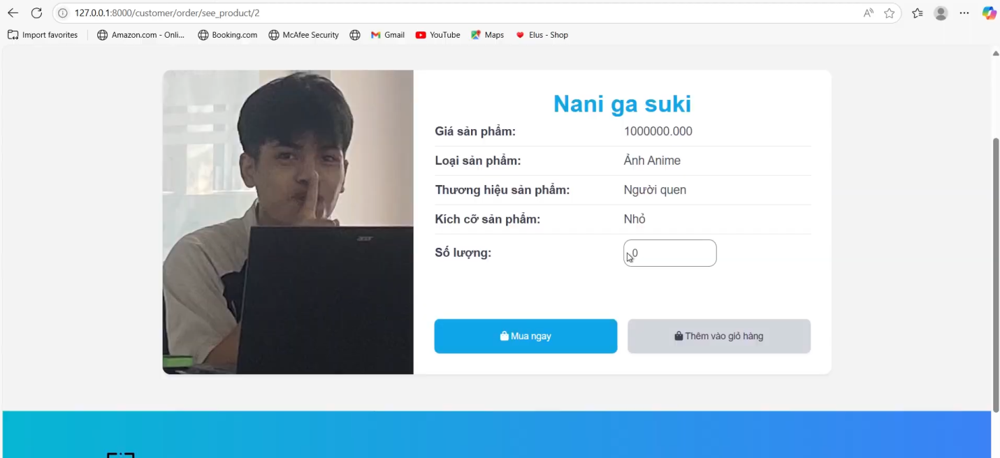 127.0.0.1:8000/customer/order/see_product/2
Import favorites
Amazon.com - Onli...
Booking.com
McAfee Security
Gmail
YouTube
Maps
Elus - Shop
Nani ga suki
Giá sản phẩm: 1000000.000
Loại sản phẩm: Ảnh Anime
Thương hiệu sản phẩm: Người quen
Kích cỡ sản phẩm: Nhỏ
Số lượng: 0
acer
Mua ngay
Thêm vào giỏ hàng